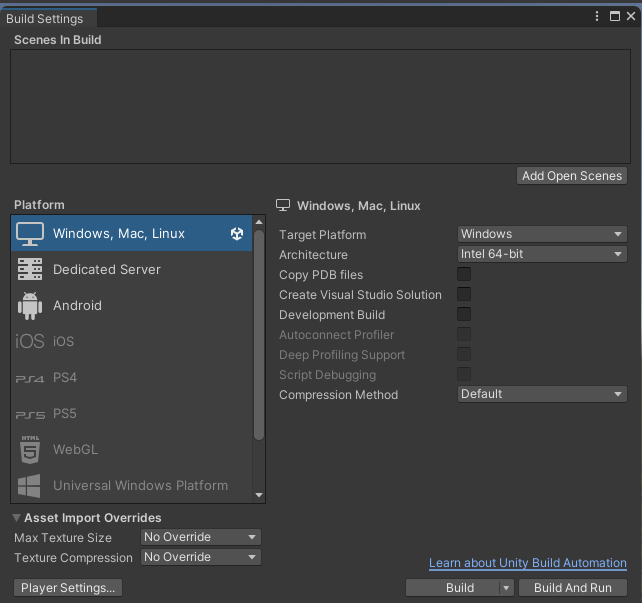 Build Settings
Scenes In Build
Add Open Scenes
Platform
Windows, Mac, Linux
Dedicated Server
Android
iOS iOS
PS4 PS4
PS5 PS5
HTML 5 WebGL
Universal Windows Platform
Windows, Mac, Linux
Target Platform Windows
Architecture Intel 64-bit
Copy PDB files
Create Visual Studio Solution
Development Build
Autoconnect Profiler
Deep Profiling Support
Script Debugging
Compression Method Default
Asset Import Overrides
Max Texture Size No Override
Texture Compression No Override
Learn about Unity Build Automation
Player Settings... Build Build And Run